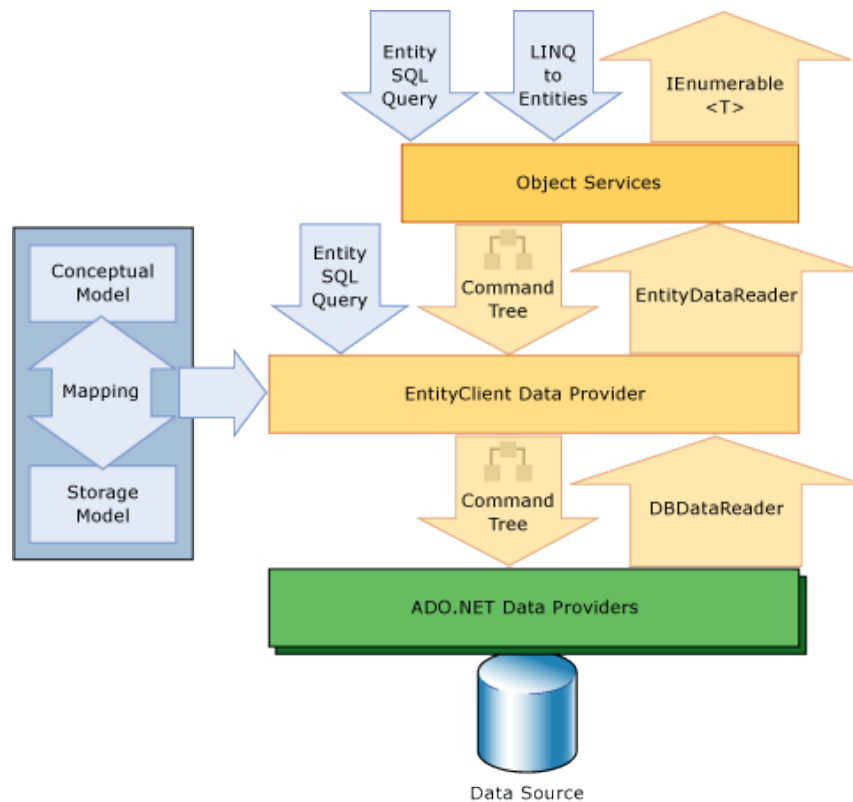 Entity
SQL
Query
LINQ
to
Entities
IEnumerable
<T>
Object Services
Conceptual
Model
Mapping
Storage
Model
Entity
SQL
Query
Command
Tree
EntityDataReader
EntityClient Data Provider
Command
Tree
DBDataReader
ADO.NET Data Providers
Data Source